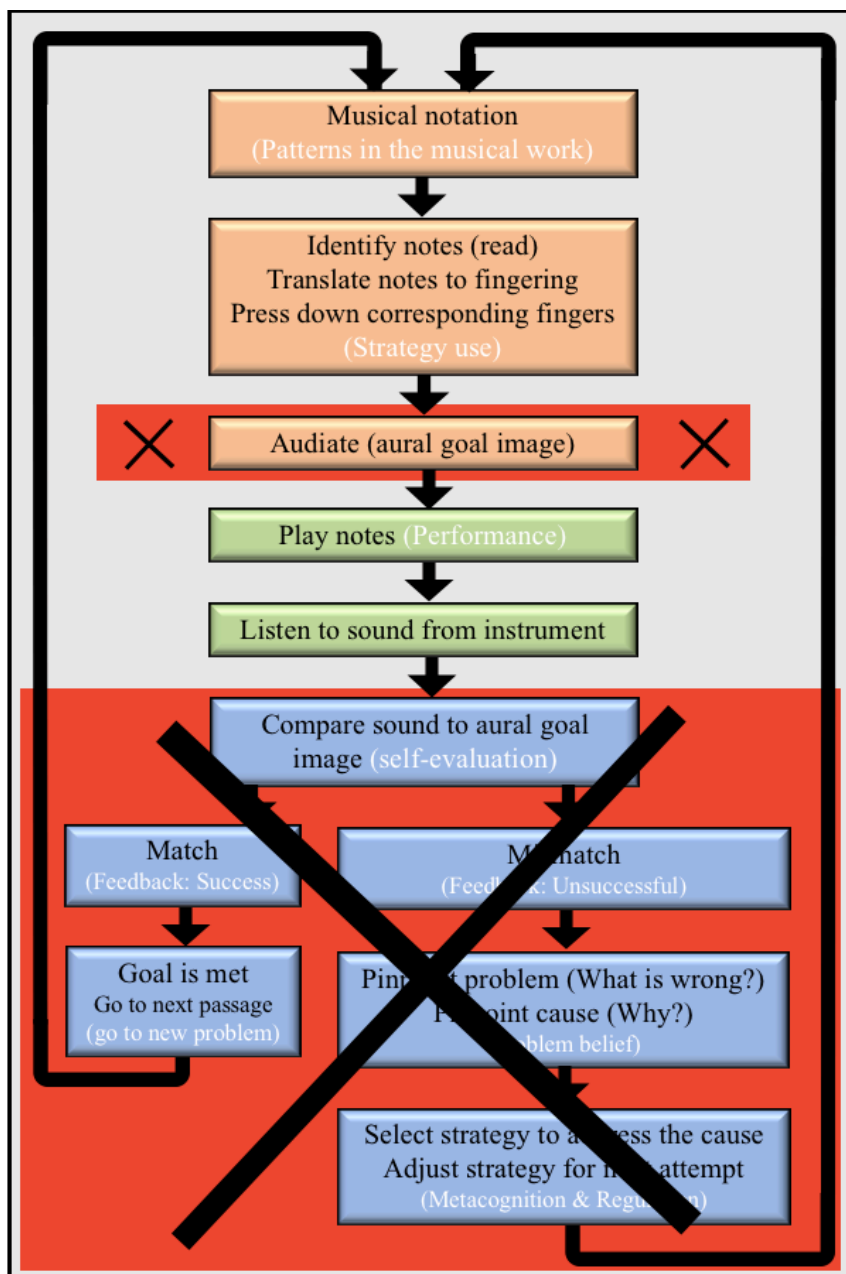 Musical notation
(Patterns in the musical work)
Identify notes (read)
Translate notes to fingering
Press down corresponding fingers
(Strategy use)
Audiate (aural goal image)
Play notes (Performance)
Listen to sound from instrument
Compare sound to aural goal
image (self-evaluation)
Match
(Feedback: Success)
Goal is met
Go to next passage
(go to new problem)
Mismatch
(Feedback: Unsuccessful)
Pinpoint problem (What is wrong?)
Pinpoint cause (Why?)
(Problem belief)
Select strategy to address the cause
Adjust strategy for next attempt
(Metacognition & Regulation)